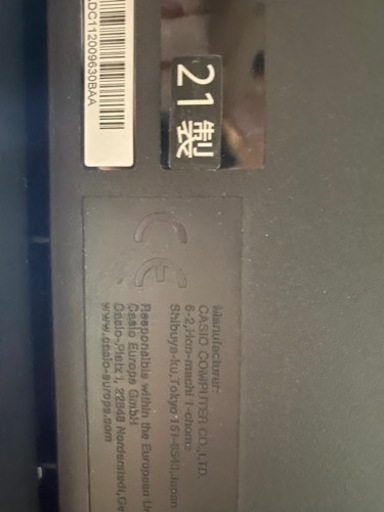 DC112009630BAA
21製
CE
Manufacturer:
CASIO COMPUTER CO.,LTD.
6-2,Hon-machi 1-chome
Shibuya-ku,Tokyo 151-8543,Japan
Responsible within the European
Casio Europe GmbH
Casio-Platz 1, 22848 Norderstedt,
www.casio-europe.com